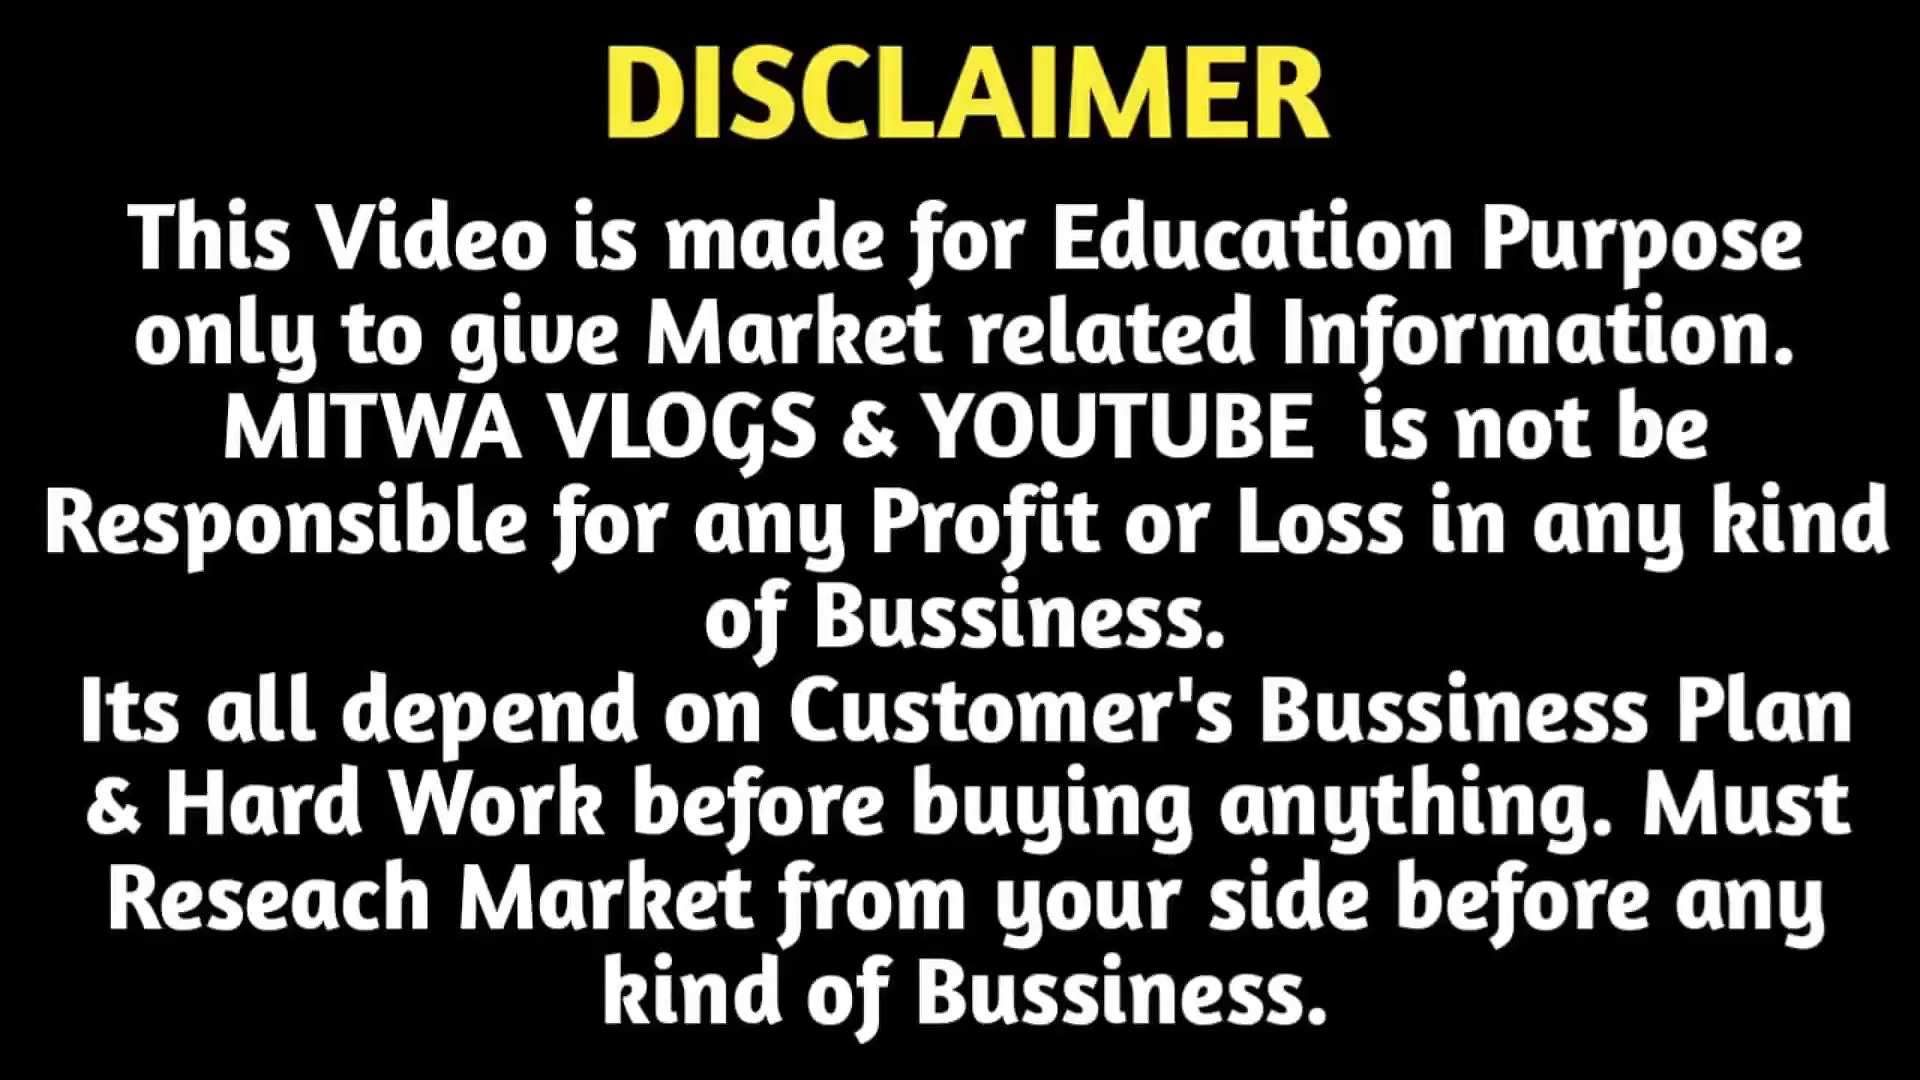 DISCLAIMER
This Video is made for Education Purpose
only to give Market related Information.
MITWA VLOGS & YOUTUBE  is not be
Responsible for any Profit or Loss in any kind
of Bussiness.
Its all depend on Customer's Bussiness Plan
& Hard Work before buying anything. Must
Reseach Market from your side before any
kind of Bussiness.